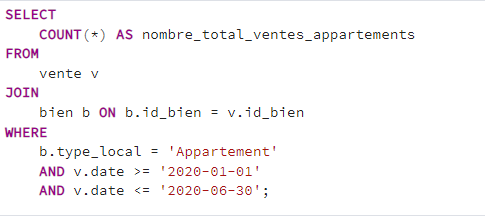 SELECT
    COUNT(*) AS nombre_total_ventes_appartements
FROM
    vente v
JOIN
    bien b ON b.id_bien = v.id_bien
WHERE
    b.type_local = 'Appartement'
    AND v.date >= '2020-01-01'
    AND v.date <= '2020-06-30';